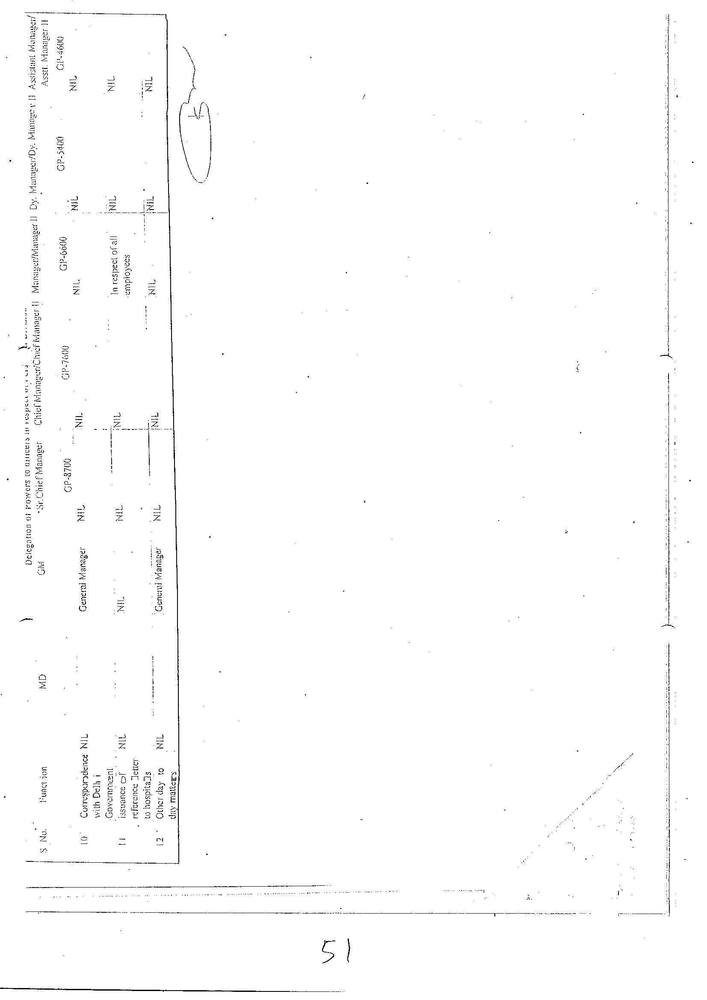 Delegation of Powers to officers in respect of
S No. Function MD GM Sr.Chief Manager Chief Manager/Chief Manager II Manager/Manager II Dy. Manager/Dy. Manager II Assistant Manager/
Asstt. Manager II
GP-8700 GP-7600 GP-6600 GP-5400 GP-4600
10 Correspondence NIL General Manager NIL NIL NIL NIL NIL
with Delhi
Government
11 issuance of NIL NIL NIL NIL In respect of all NIL NIL
reference letter employees
to hospitals
12 Other day to NIL General Manager NIL NIL NIL NIL NIL
day matters
51